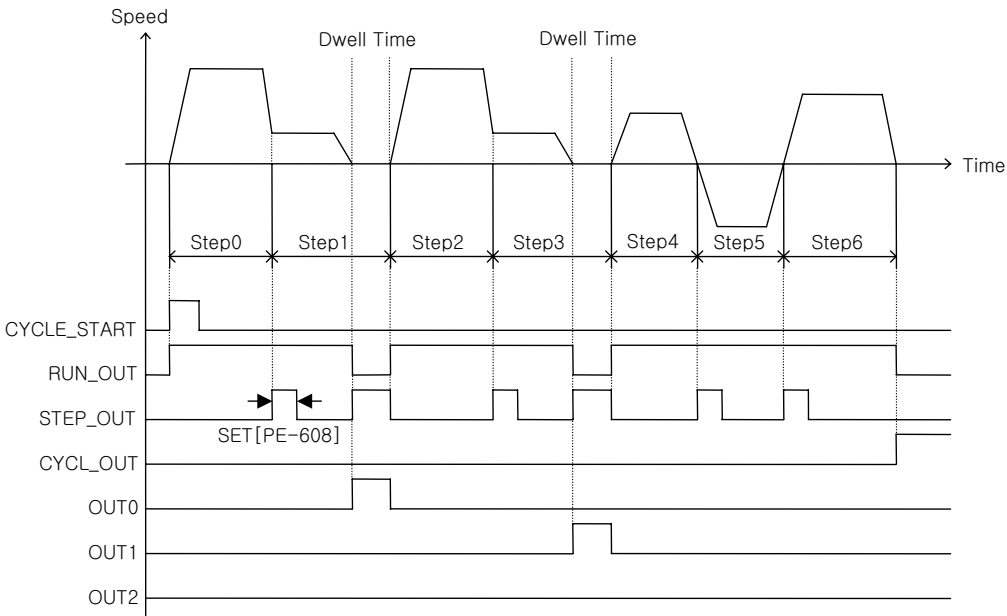 Speed
Dwell Time
Dwell Time
Time
Step0
Step1
Step2
Step3
Step4
Step5
Step6
CYCLE_START
RUN_OUT
STEP_OUT
SET[PE-608]
CYCL_OUT
OUT0
OUT1
OUT2